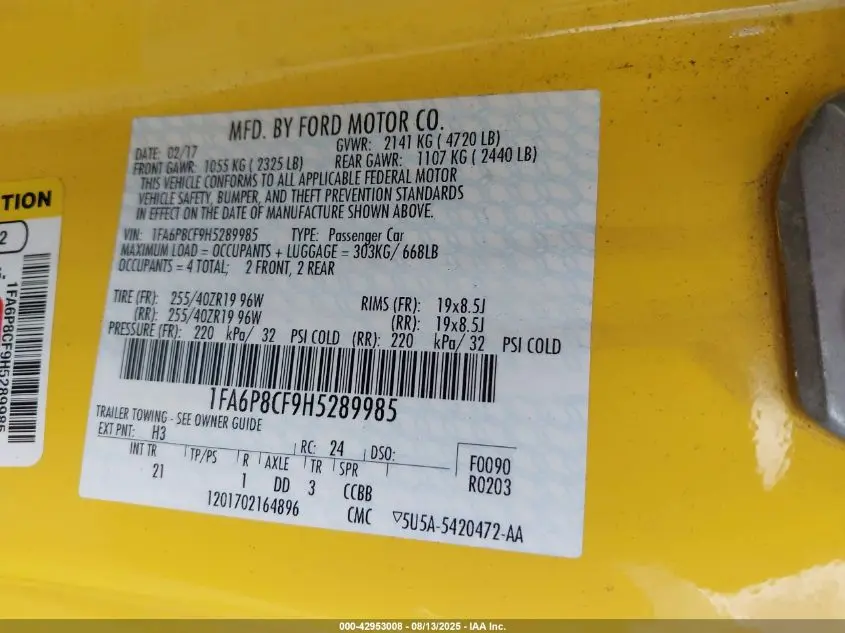 MFD. BY FORD MOTOR CO.
DATE: 02/17 GVWR: 2141 KG ( 4720 LB)
FRONT GAWR: 1055 KG ( 2325 LB) REAR GAWR: 1107 KG ( 2440 LB)
THIS VEHICLE CONFORMS TO ALL APPLICABLE FEDERAL MOTOR
VEHICLE SAFETY, BUMPER, AND THEFT PREVENTION STANDARDS
IN EFFECT ON THE DATE OF MANUFACTURE SHOWN ABOVE.
VIN: 1FA6P8CF9H5289985 TYPE: Passenger Car
MAXIMUM LOAD = OCCUPANTS + LUGGAGE = 303KG/ 668LB
OCCUPANTS = 4 TOTAL; 2 FRONT, 2 REAR
TIRE (FR): 255/40ZR19 96W RIMS (FR): 19x8.5J
(RR): 255/40ZR19 96W (RR): 19x8.5J
PRESSURE (FR): 220 kPa/ 32 PSI COLD (RR): 220 kPa/ 32 PSI COLD
1FA6P8CF9H5289985
TRAILER TOWING - SEE OWNER GUIDE
EXT PNT: H3 RC: 24 DSO: F0090
INT TR TP/PS R AXLE TR SPR R0203
21 1 DD 3 CCBB
1201702164896 CMC ▽5U5A-5420472-AA
TION
2
1FA6P8CF9H5289985
000-42953008 - 08/13/2025 - IAA Inc.